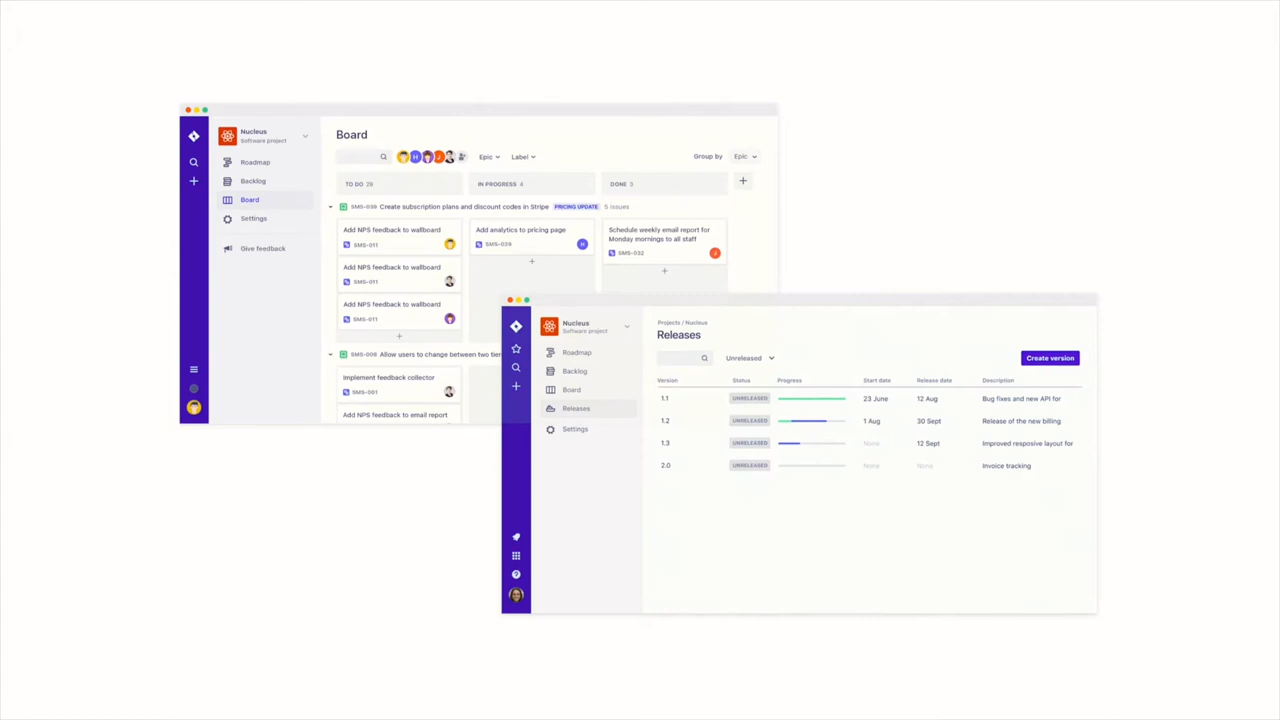 Nucleus
Software project
Roadmap
Backlog
Board
Settings
Give feedback
Board
H
J
Epic
Label
Group by
Epic
TO DO 29
IN PROGRESS 4
DONE 3
SMS-039 Create subscription plans and discount codes in Stripe PRICING UPDATE 5 issues
Add NPS feedback to wallboard
SMS-011
Add NPS feedback to wallboard
SMS-011
Add NPS feedback to wallboard
SMS-011
Add analytics to pricing page
SMS-039
H
Schedule weekly email report for
Monday mornings to all staff
SMS-032
J
SMS-008 Allow users to change between two tier
Implement feedback collector
SMS-001
Add NPS feedback to email report
Nucleus
Software project
Roadmap
Backlog
Board
Releases
Settings
Projects / Nucleus
Releases
Unreleased
Create version
Version Status Progress Start date Release date Description
1.1 UNRELEASED 23 June 12 Aug Bug fixes and new API for
1.2 UNRELEASED 1 Aug 30 Sept Release of the new billing
1.3 UNRELEASED None 12 Sept Improved resposive layout for
2.0 UNRELEASED None None Invoice tracking